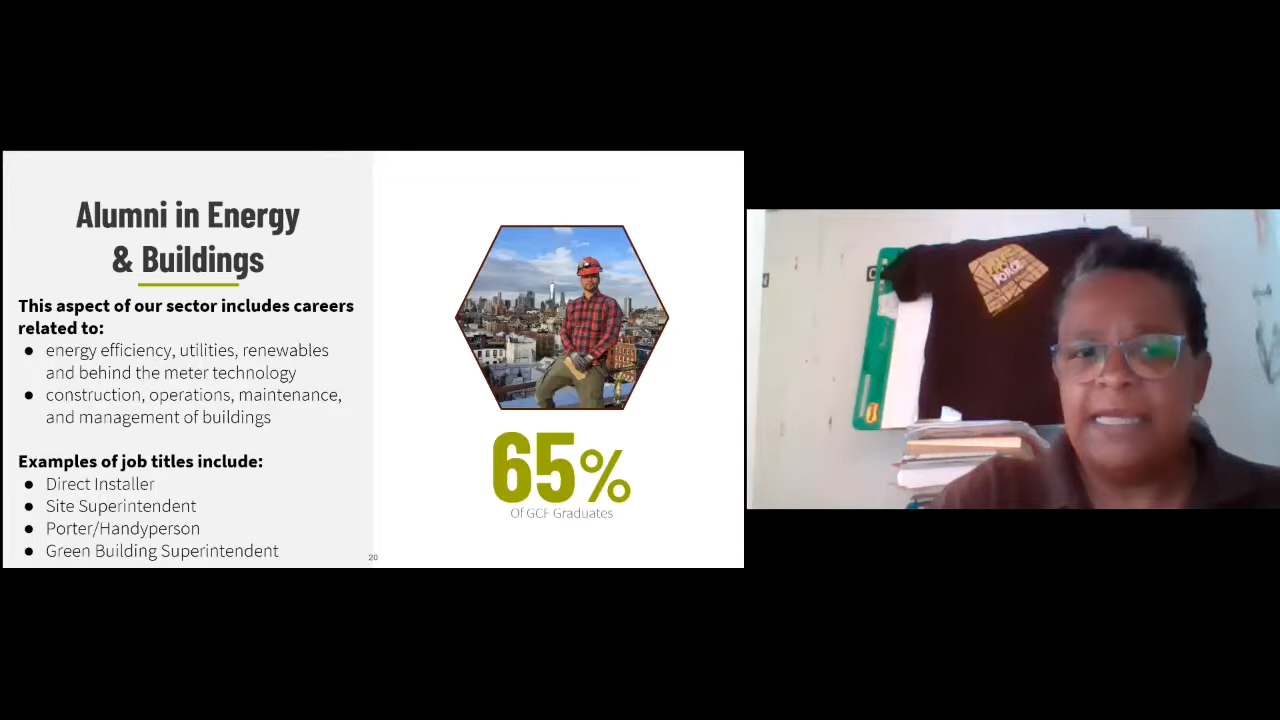 Alumni in Energy
& Buildings
This aspect of our sector includes careers
related to:
● energy efficiency, utilities, renewables
and behind the meter technology
● construction, operations, maintenance,
and management of buildings
Examples of job titles include:
● Direct Installer
● Site Superintendent
● Porter/Handyperson
● Green Building Superintendent
20
65%
Of GCF Graduates